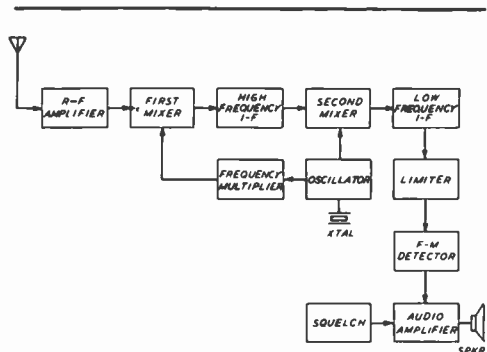 R-F
AMPLIFIER
FIRST
MIXER
HIGH
FREQUENCY
I-F
SECOND
MIXER
LOW
FREQUENCY
I-F
FREQUENCY
MULTIPLIER
OSCILLATOR
LIMITER
XTAL
F-M
DETECTOR
SQUELCH
AUDIO
AMPLIFIER
SPKR